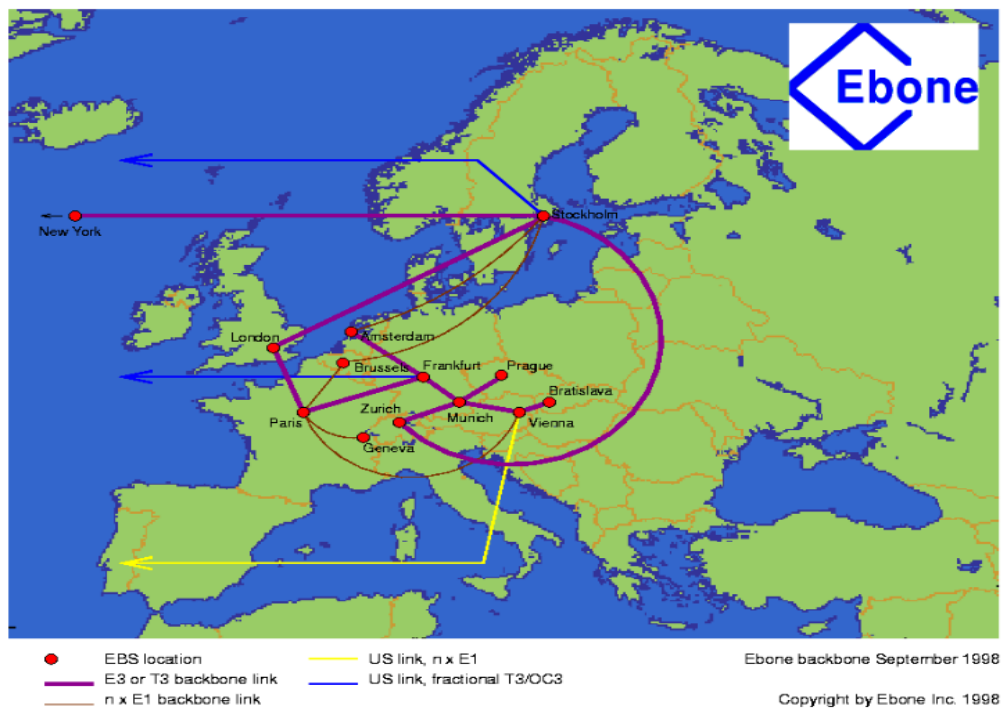 Ebone
Stockholm
New York
London
Amsterdam
Brussels
Frankfurt
Prague
Zurich
Bratislava
Paris
Munich
Vienna
Geneva
EBS location
US link, n x E1
Ebone backbone September 1998
E3 or T3 backbone link
US link, fractional T3/OC3
n x E1 backbone link
Copyright by Ebone Inc. 1998